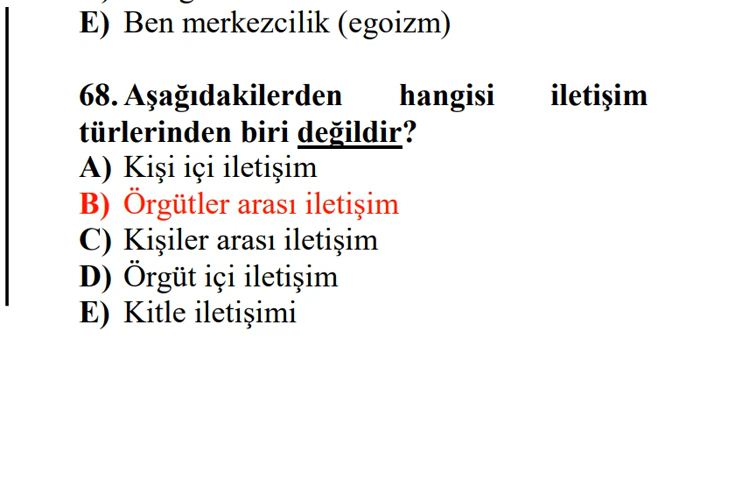 E) Ben merkezcilik (egoizm)
68. Aşağıdakilerden hangisi iletişim
türlerinden biri değildir?
A) Kişi içi iletişim
B) Örgütler arası iletişim
C) Kişiler arası iletişim
D) Örgüt içi iletişim
E) Kitle iletişimi